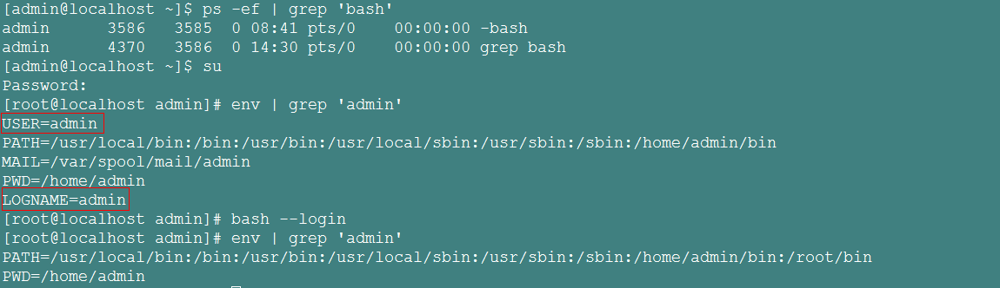 [admin@localhost ~]$ ps -ef | grep 'bash'
admin     3586  3585  0 08:41 pts/0    00:00:00 -bash
admin     4370  3586  0 14:30 pts/0    00:00:00 grep bash
[admin@localhost ~]$ su
Password:
[root@localhost admin]# env | grep 'admin'
USER=admin
PATH=/usr/local/bin:/bin:/usr/bin:/usr/local/sbin:/usr/sbin:/sbin:/home/admin/bin
MAIL=/var/spool/mail/admin
PWD=/home/admin
LOGNAME=admin
[root@localhost admin]# bash --login
[root@localhost admin]# env | grep 'admin'
PATH=/usr/local/bin:/bin:/usr/bin:/usr/local/sbin:/usr/sbin:/sbin:/home/admin/bin:/root/bin
PWD=/home/admin